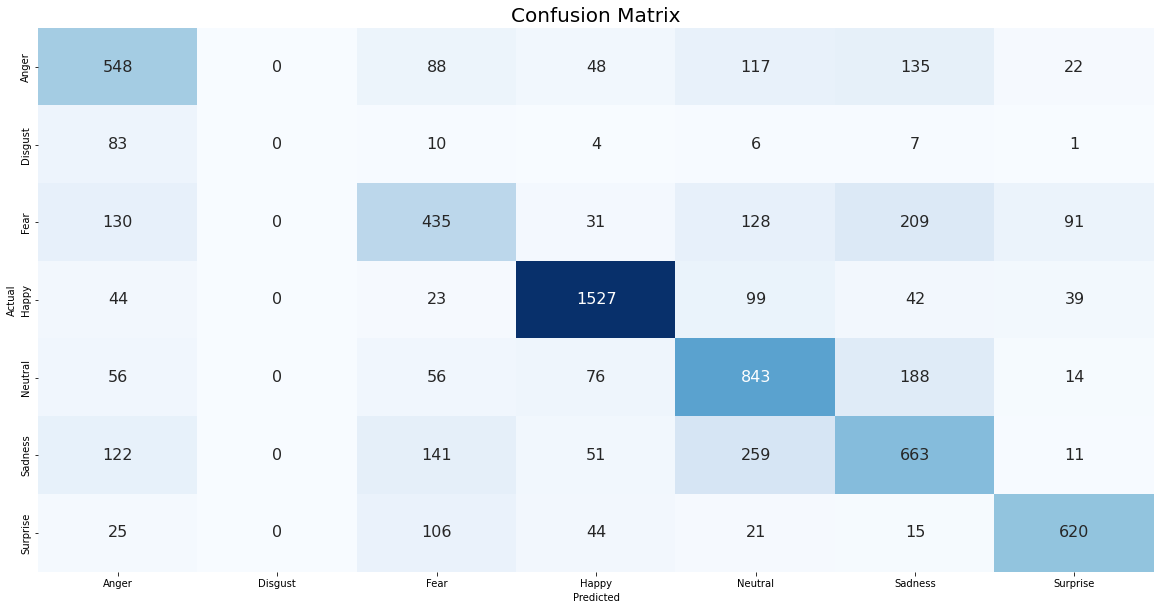 Confusion Matrix
Actual
Anger 548 0 88 48 117 135 22
Disgust 83 0 10 4 6 7 1
Fear 130 0 435 31 128 209 91
Happy 44 0 23 1527 99 42 39
Neutral 56 0 56 76 843 188 14
Sadness 122 0 141 51 259 663 11
Surprise 25 0 106 44 21 15 620
Anger Disgust Fear Happy Neutral Sadness Surprise
Predicted